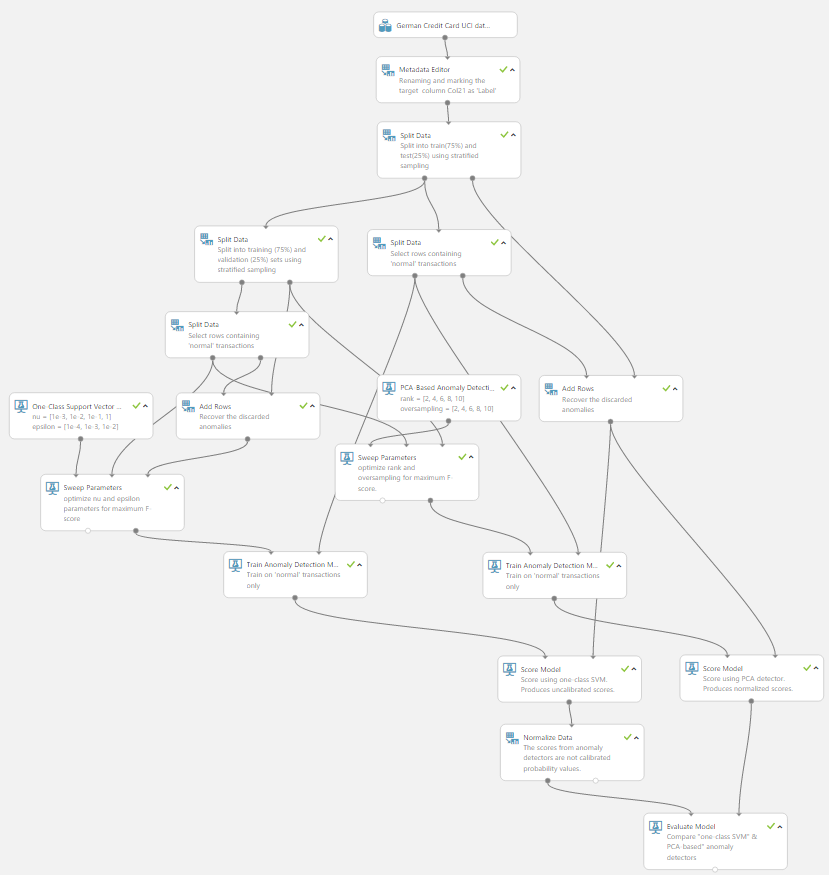 German Credit Card UCI dat...
Metadata Editor
Renaming and marking the
target column Col21 as 'Label'
Split Data
Split into train(75%) and
test(25%) using stratified
sampling
Split Data
Split into training (75%) and
validation (25%) sets using
stratified sampling
Split Data
Select rows containing
'normal' transactions
Split Data
Select rows containing
'normal' transactions
One-Class Support Vector ...
nu = [1e-3, 1e-2, 1e-1, 1]
epsilon = [1e-4, 1e-3, 1e-2]
Add Rows
Recover the discarded
anomalies
PCA-Based Anomaly Detecti...
rank = [2, 4, 6, 8, 10]
oversampling = [2, 4, 6, 8, 10]
Add Rows
Recover the discarded
anomalies
Sweep Parameters
optimize rank and
oversampling for maximum F-
score
Sweep Parameters
optimize nu and epsilon
parameters for maximum F-
score
Train Anomaly Detection M...
Train on 'normal' transactions
only
Train Anomaly Detection M...
Train on 'normal' transactions
only
Score Model
Score using one-class SVM.
Produces uncalibrated scores.
Score Model
Score using PCA detector.
Produces normalized scores.
Normalize Data
The scores from anomaly
detectors are not calibrated
probability values.
Evaluate Model
Compare "one-class SVM" &
PCA-based" anomaly
detectors